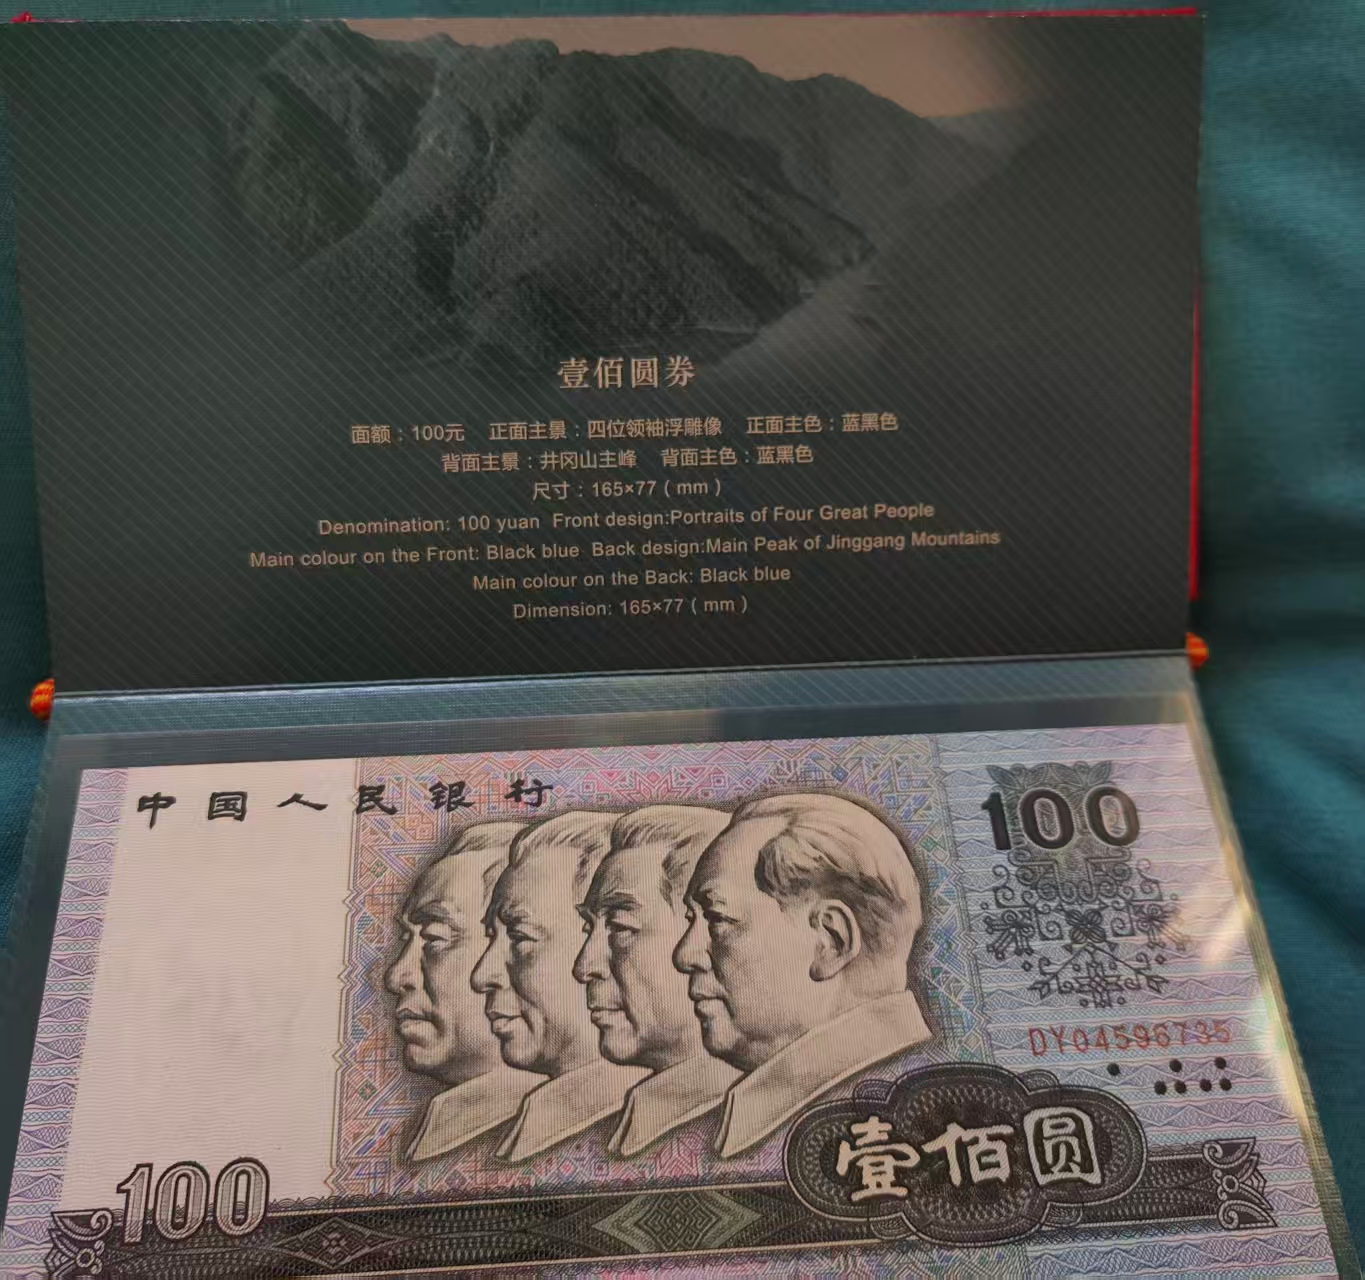 壹佰圆券
面额：100元 正面主景：四位领袖浮雕像 正面主色：蓝黑色
背面主景：井冈山主峰 背面主色：蓝黑色
尺寸：165×77（mm）
Denomination: 100 yuan Front design:Portraits of Four Great People
Main colour on the Front: Black blue Back design:Main Peak of Jinggang Mountains
Main colour on the Back: Black blue
Dimension: 165×77（mm）
中国人民银行
100
DY04596735
壹佰圆
100